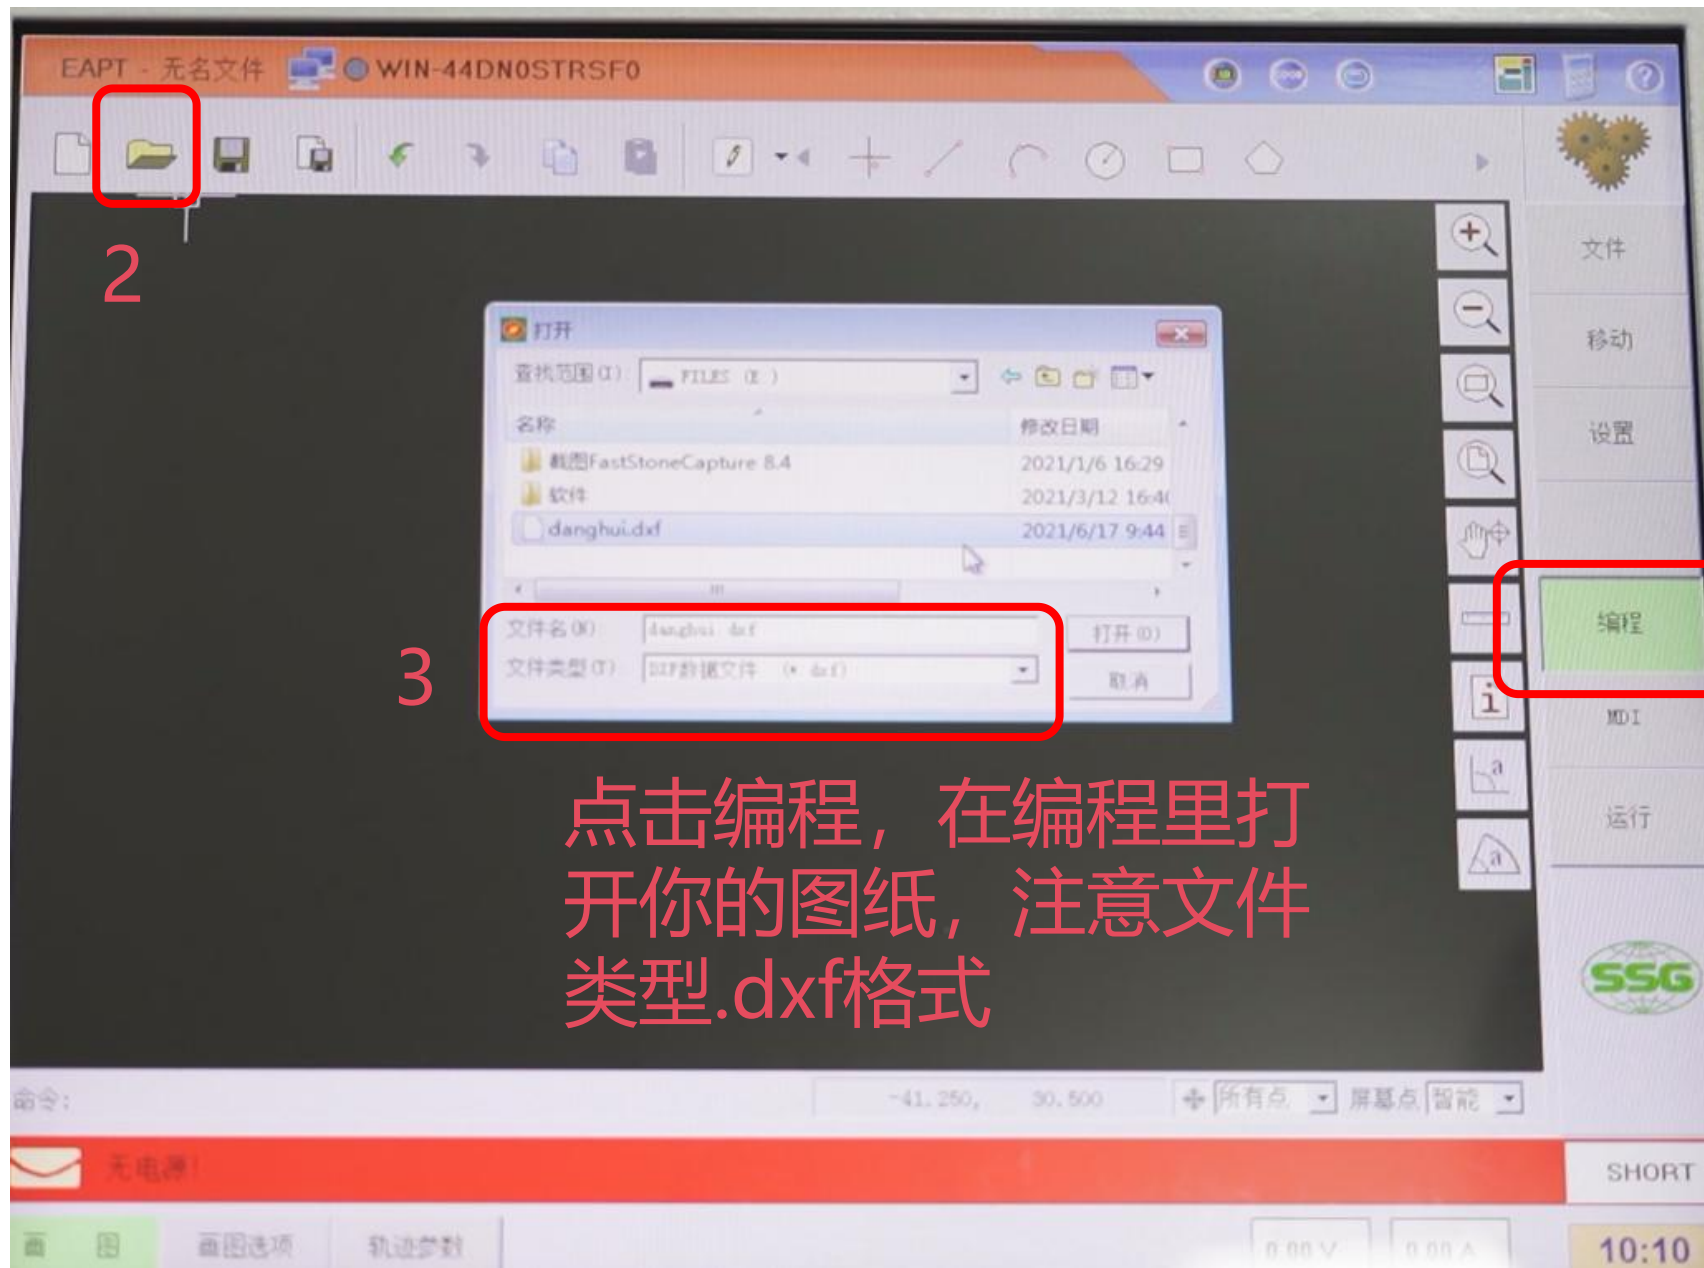 EAPT - 无名文件 WIN-44DN0STRSF0
2
文件
移动
设置
编程
MDI
运行
打开
查找范围(I) FILES (E )
名称 修改日期
截图FastStoneCapture 8.4 2021/1/6 16:29
软件 2021/3/12 16:4
danghui.dxf 2021/6/17 9:44
文件名(N) danghui dxf 打开(O)
文件类型(T) DXF数据文件 (* dxf) 取消
3
i
a
a
点击编程，在编程里打
开你的图纸，注意文件
类型.dxf格式
SSG
命令: -41.250, 30.500 所有点 屏幕点 智能
无电源! SHORT
画 图 画图选项 轨迹参数 0.00 V 0.00 A 10:10